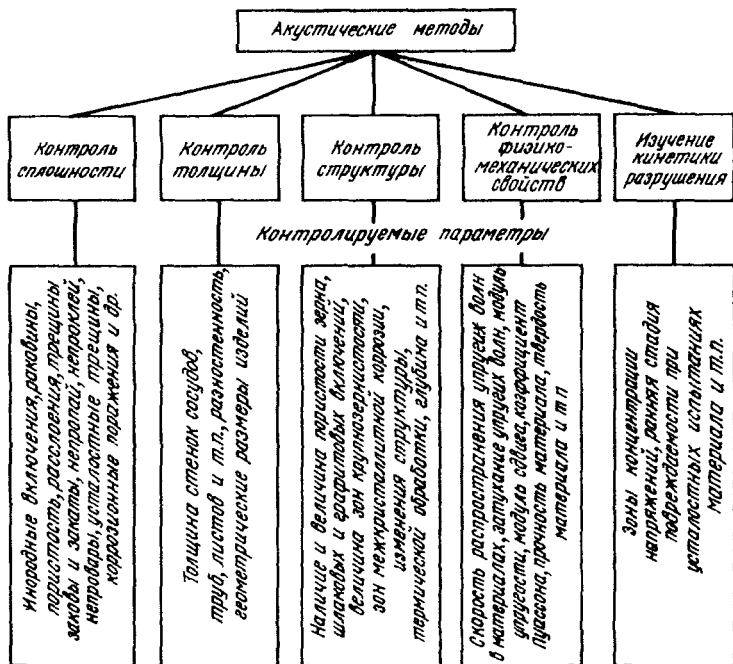 Акустические методы
Контроль
сплошности
Контроль
толщины
Контроль
структуры
Контроль
физико-
механических
свойств
Изучение
кинетики
разрушения
Контролируемые параметры
Инородные включения, раковины,
пористость, расслоения, трещины
заковы и закаты, непропай, непроклей,
непровары, усталостные трещины,
коррозионные поражения и др.
Толщина стенок сосудов,
труб, листов и т.п., разностенность,
геометрические размеры изделий
Наличие и величина пористости зерна,
шлаковых и графитовых включений,
величина зон крупнозернистости,
зон межкристаллитной коррозии,
изменения структуры,
термической обработки, глубина и т.п.
Скорость распространения упругих волн
в материалах, затухание упругих волн, модуль
упругости, модуль сдвига, коэффициент
Пуассона, прочность материала, твердость
материала и т п
Зоны концентрации
напряжений, ранняя стадия
повреждаемости при
усталостных испытаниях
материала и т.п.